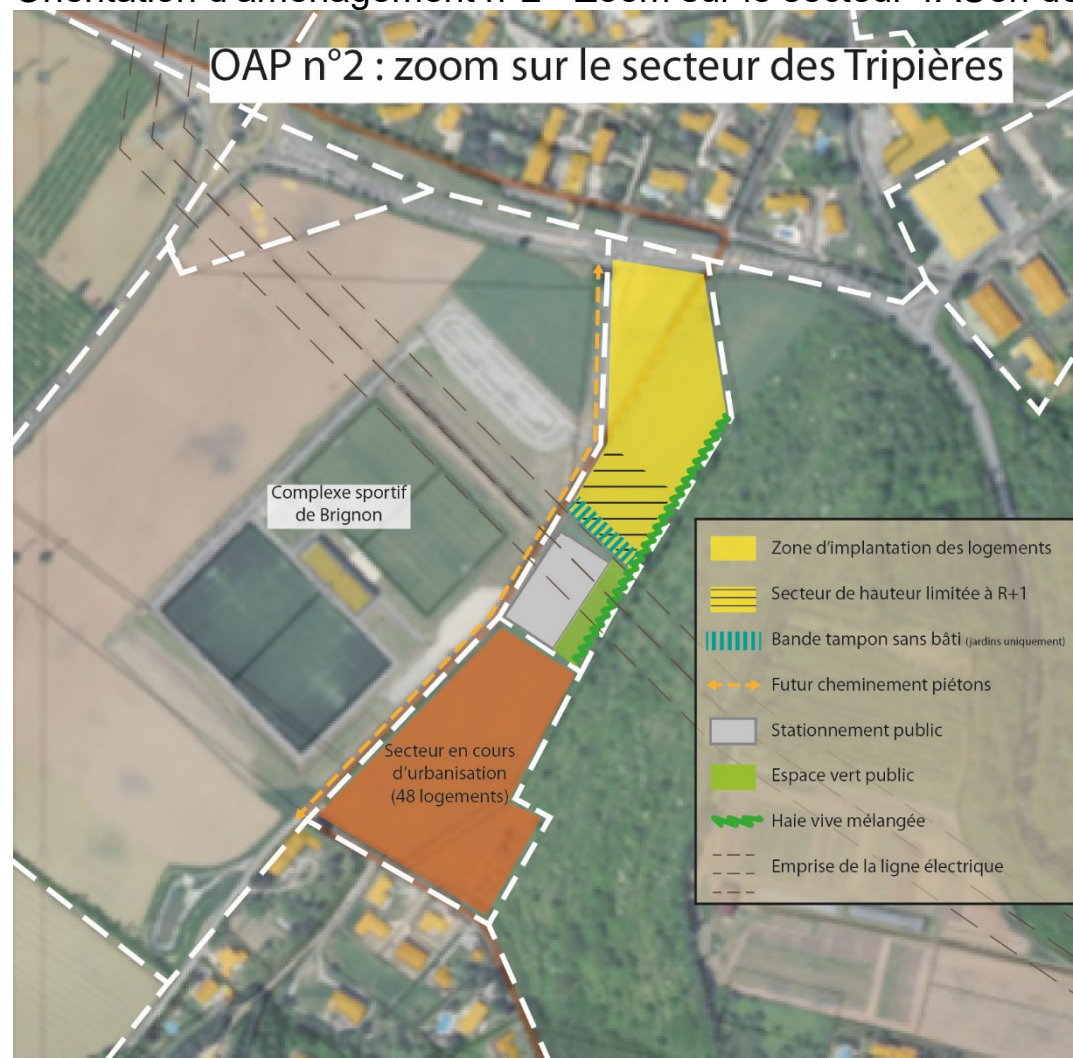 OAP n°2 : zoom sur le secteur des Tripières
Complexe sportif
de Brignon
Secteur en cours
d'urbanisation
(48 logements)
Zone d'implantation des logements
Secteur de hauteur limitée à R+1
Bande tampon sans bâti (jardins uniquement)
Futur cheminement piétons
Stationnement public
Espace vert public
Haie vive mélangée
Emprise de la ligne électrique